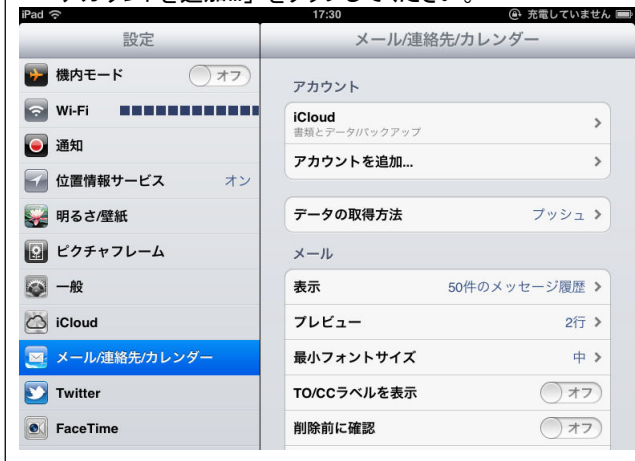 アカウントを追加...」をタップしてください。
iPad 17:30 充電していません
設定
機内モード オフ
Wi-Fi
通知
位置情報サービス オン
明るさ/壁紙
ピクチャフレーム
一般
iCloud
メール/連絡先/カレンダー
Twitter
FaceTime
メール/連絡先/カレンダー
アカウント
iCloud
書類とデータ/バックアップ
アカウントを追加...
データの取得方法 プッシュ
メール
表示 50件のメッセージ履歴
プレビュー 2行
最小フォントサイズ 中
TO/CCラベルを表示 オフ
削除前に確認 オフ